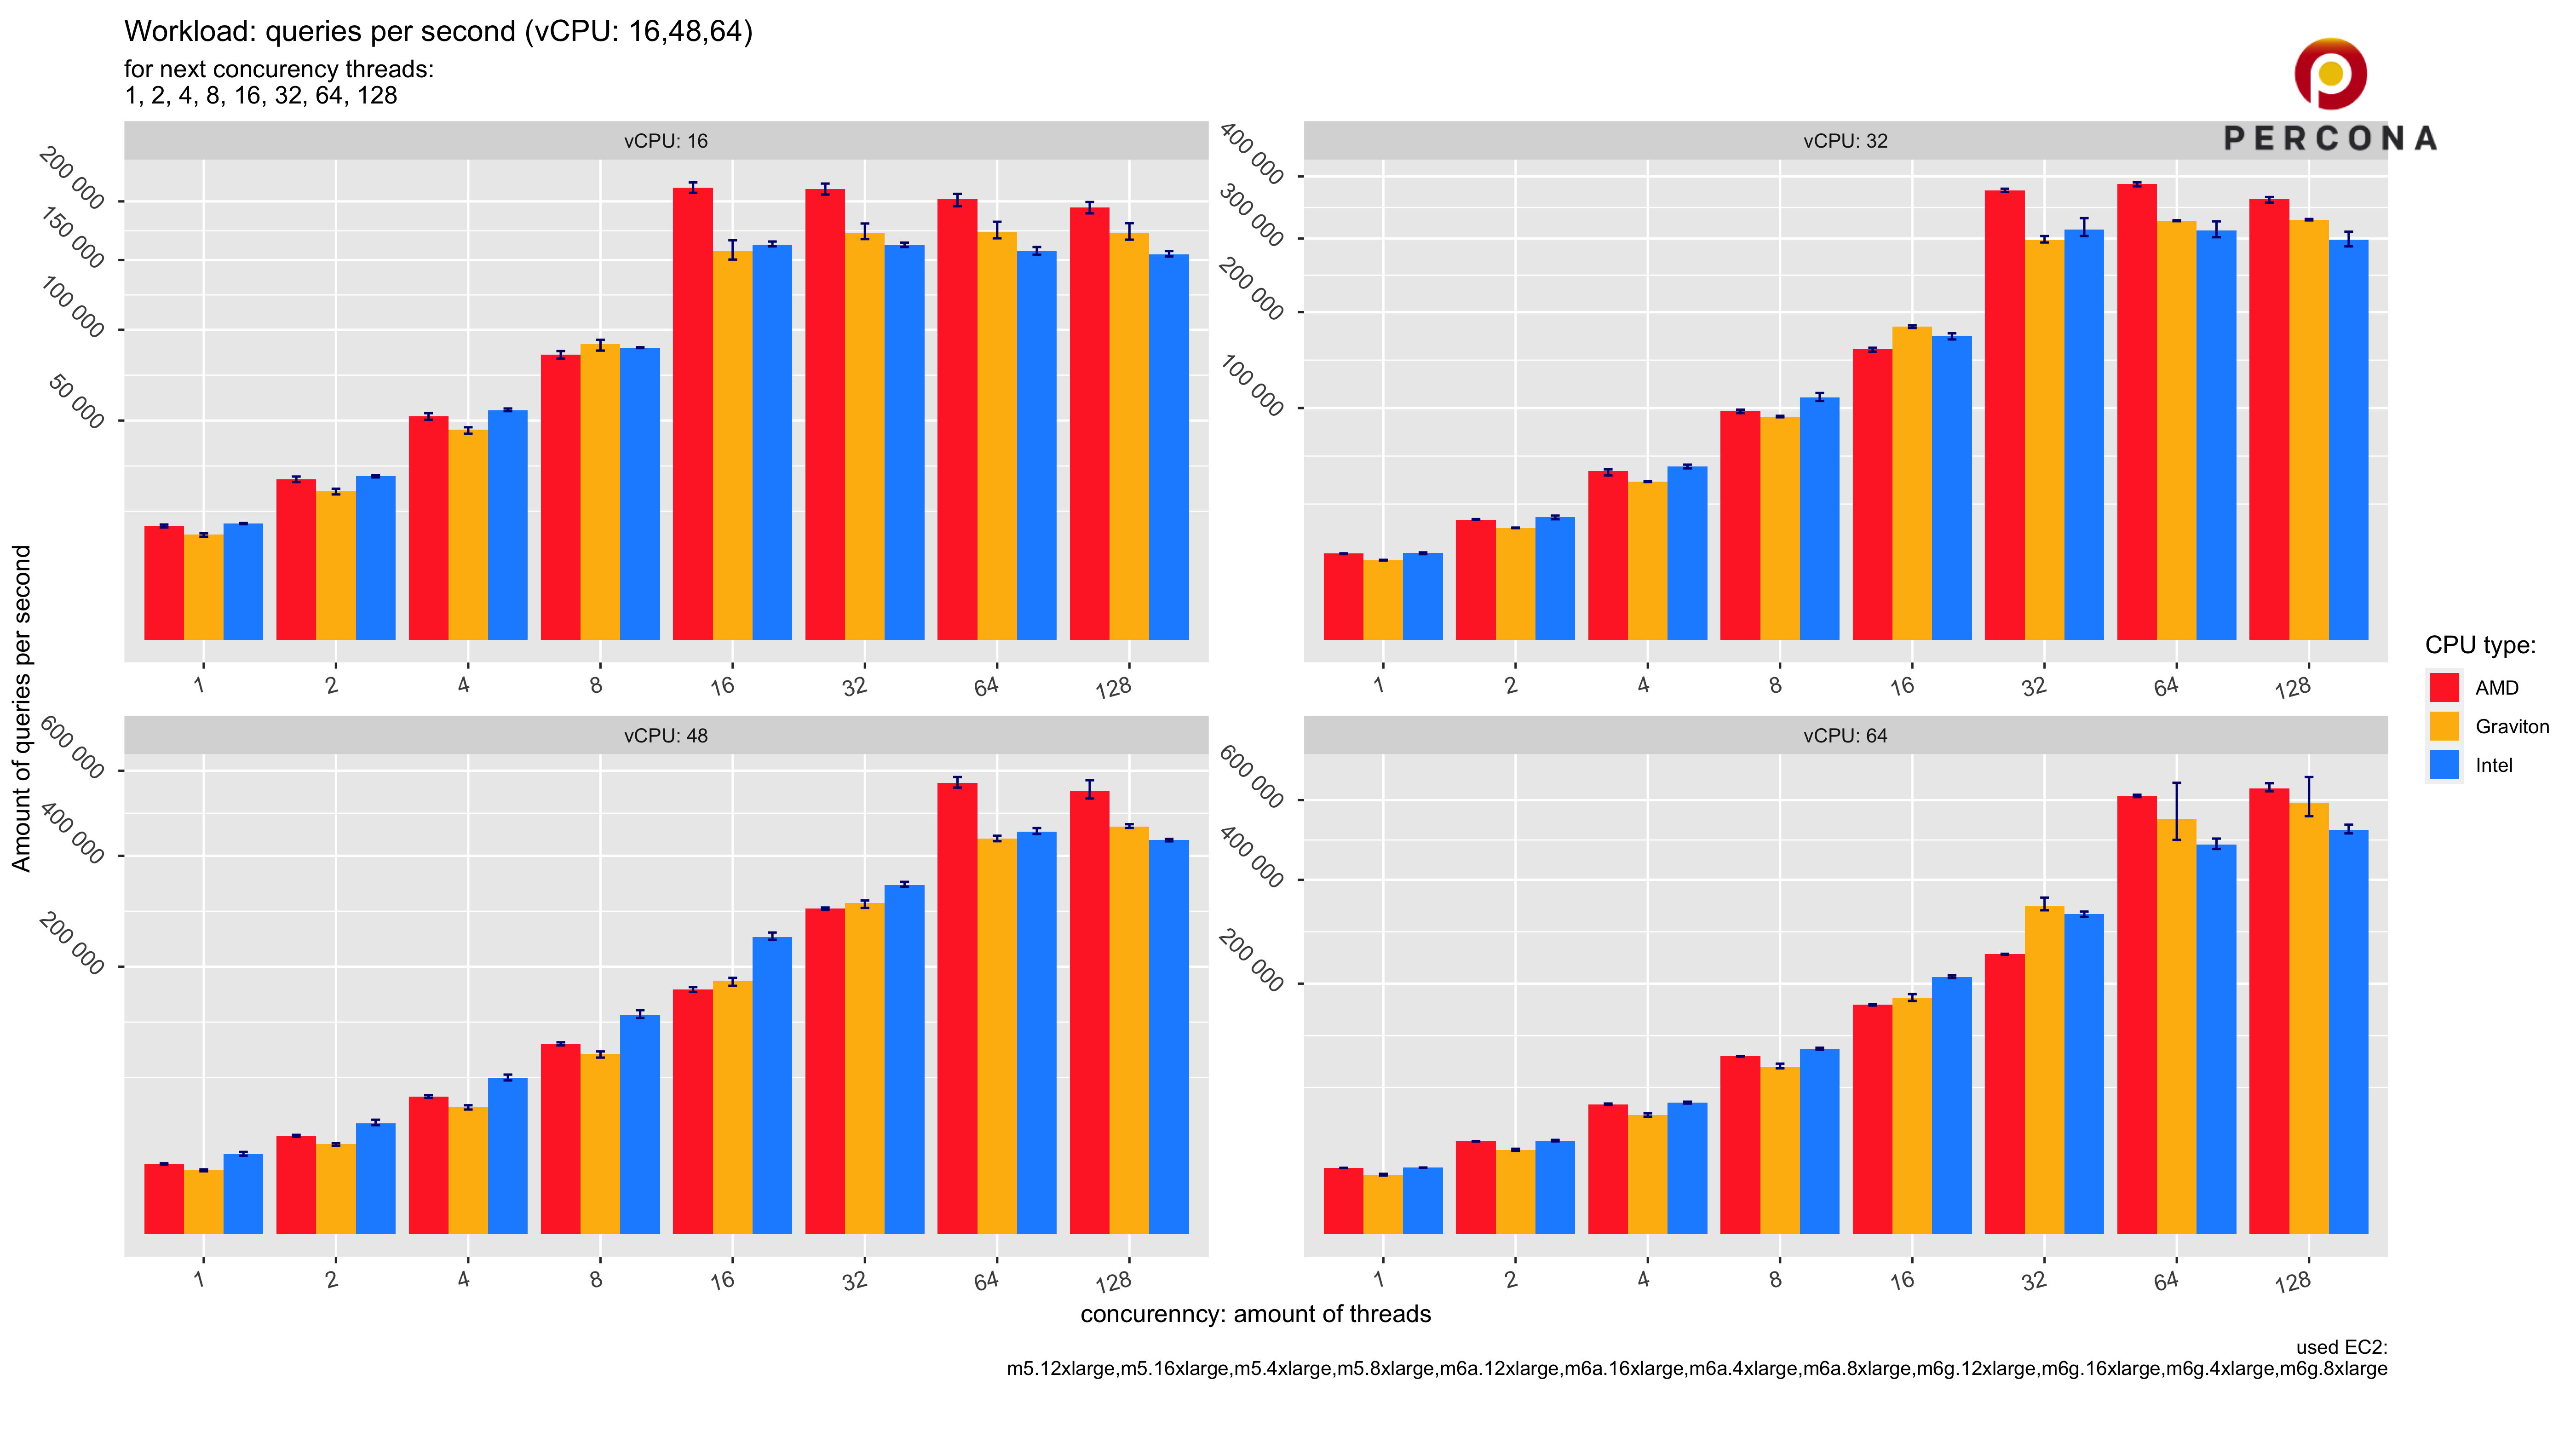 Workload: queries per second (vCPU: 16,48,64)
for next concurency threads:
1, 2, 4, 8, 16, 32, 64, 128
PERCONA
vCPU: 16
200 000
150 000
100 000
50 000
1 2 4 8 16 32 64 128
vCPU: 32
400 000
300 000
200 000
100 000
1 2 4 8 16 32 64 128
Amount of queries per second
vCPU: 48
600 000
400 000
200 000
1 2 4 8 16 32 64 128
vCPU: 64
600 000
400 000
200 000
1 2 4 8 16 32 64 128
concurenncy: amount of threads
CPU type:
AMD
Graviton
Intel
used EC2:
m5.12xlarge,m5.16xlarge,m5.4xlarge,m5.8xlarge,m6a.12xlarge,m6a.16xlarge,m6a.4xlarge,m6a.8xlarge,m6g.12xlarge,m6g.16xlarge,m6g.4xlarge,m6g.8xlarge